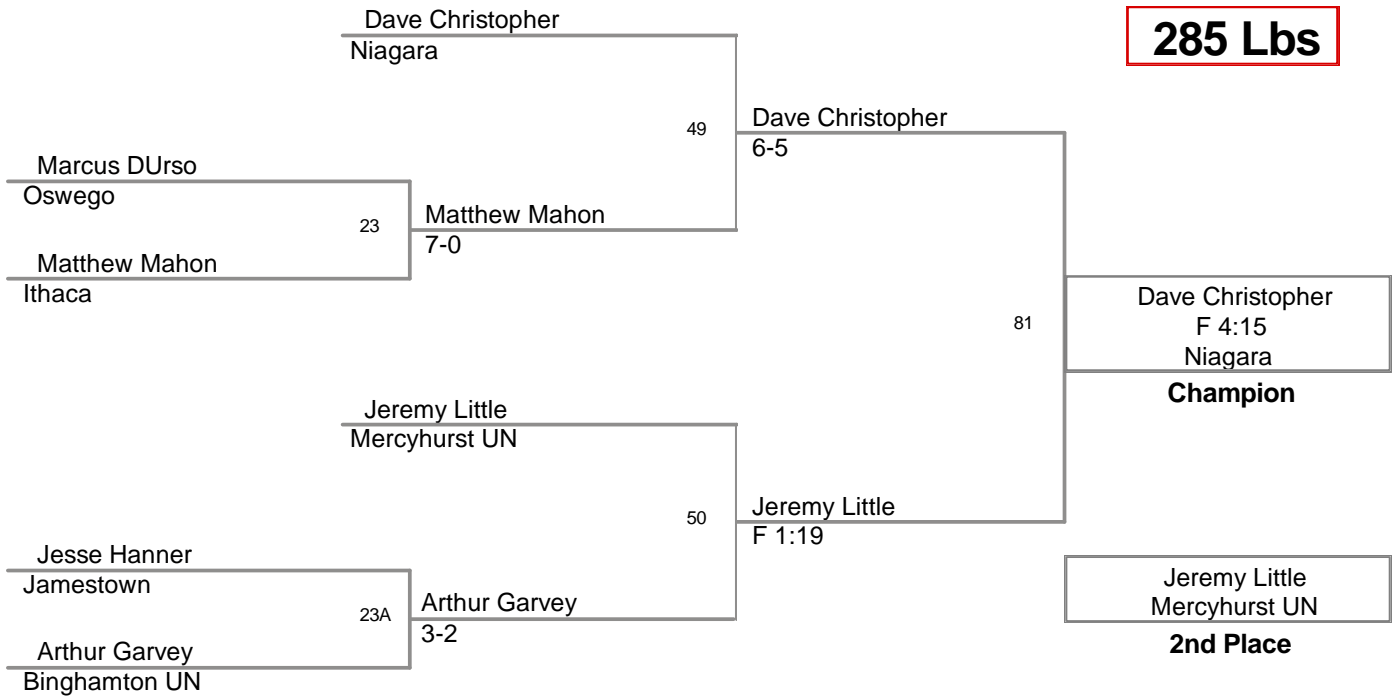 Dave Christopher
Niagara
285 Lbs
49
Dave Christopher
6-5
Marcus DUrso
Oswego
23
Matthew Mahon
7-0
Matthew Mahon
Ithaca
81
Dave Christopher
F 4:15
Niagara
Champion
Jeremy Little
Mercyhurst UN
50
Jeremy Little
F 1:19
Jesse Hanner
Jamestown
23A
Arthur Garvey
3-2
Arthur Garvey
Binghamton UN
Jeremy Little
Mercyhurst UN
2nd Place